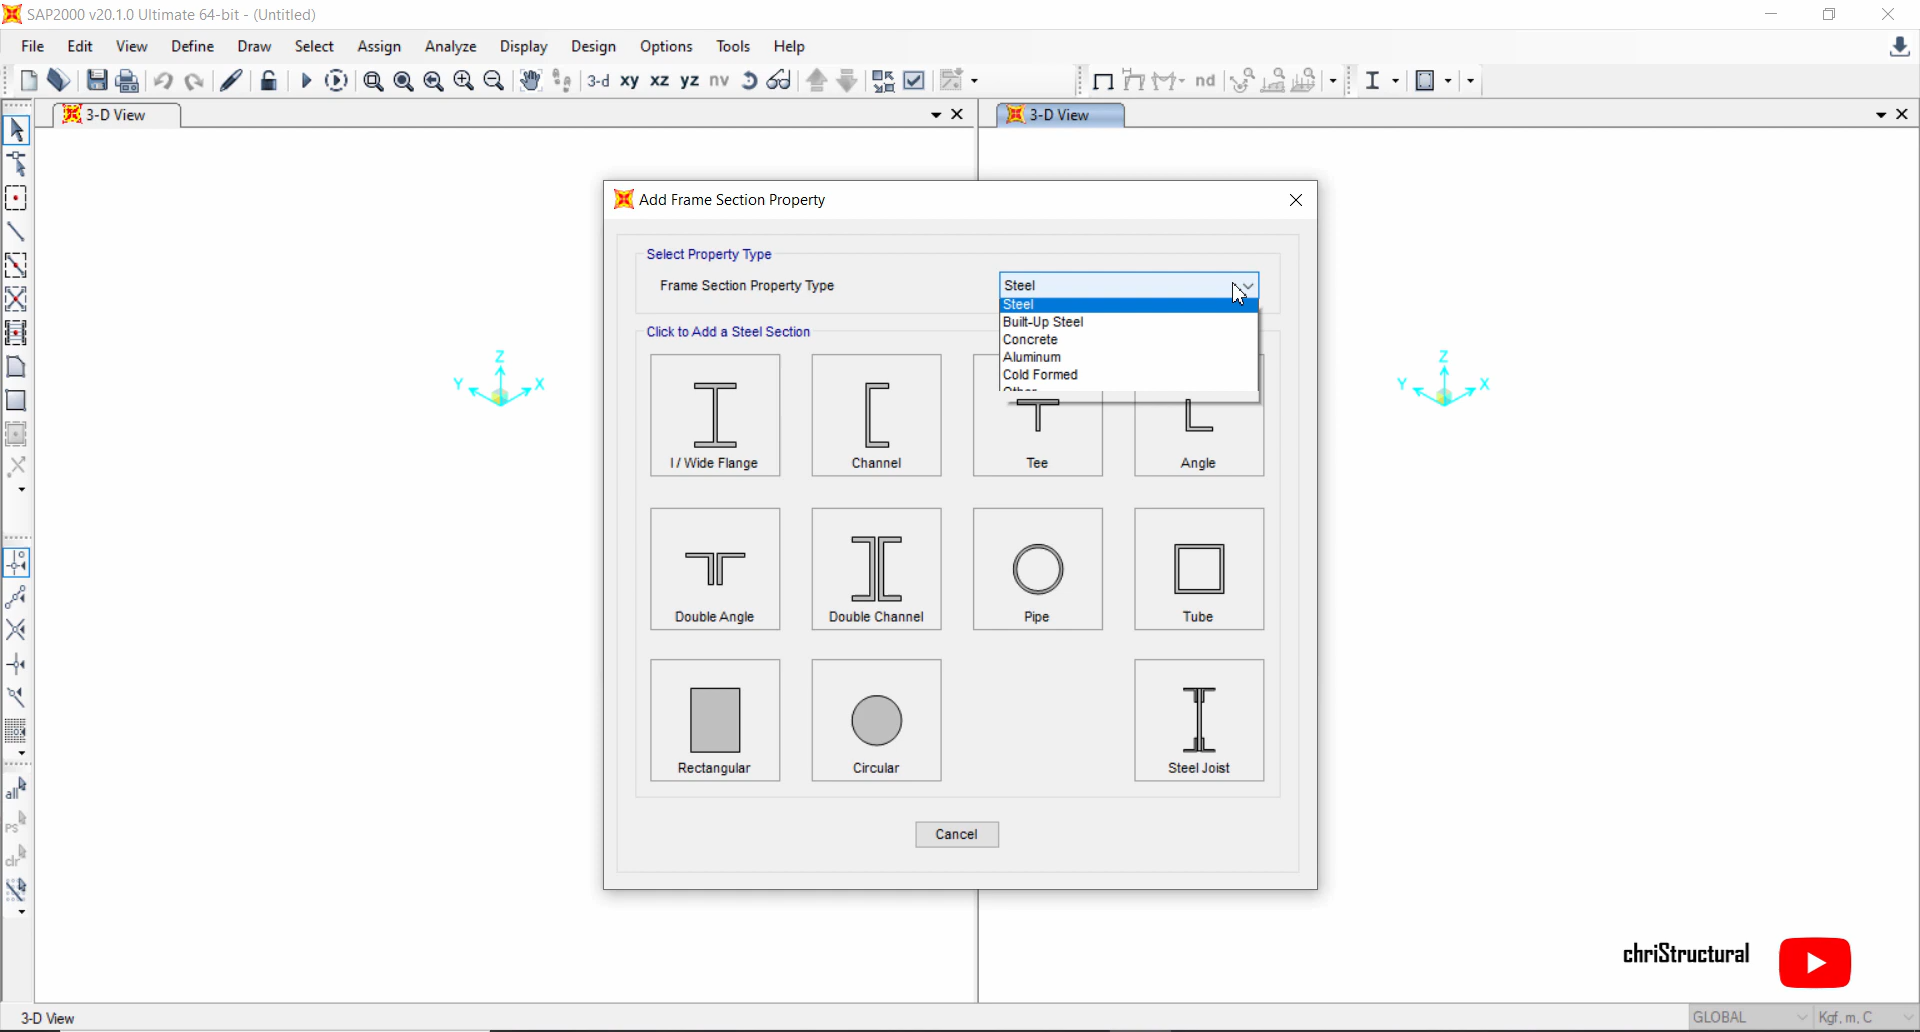 SAP2000 v20.1.0 Ultimate 64-bit - (Untitled)
File Edit View Define Draw Select Assign Analyze Display Design Options Tools Help
3-d xy xz yz nv nd
3-D View
3-D View
Add Frame Section Property
Select Property Type
Frame Section Property Type
Steel
Steel
Built-Up Steel
Concrete
Aluminum
Cold Formed
Other
Click to Add a Steel Section
I / Wide Flange
Channel
Tee
Angle
Double Angle
Double Channel
Pipe
Tube
Rectangular
Circular
Steel Joist
Cancel
Z
Y X
Z
Y X
all
ps
clr
chriStructural
3-D View
GLOBAL
Kgf, m, C